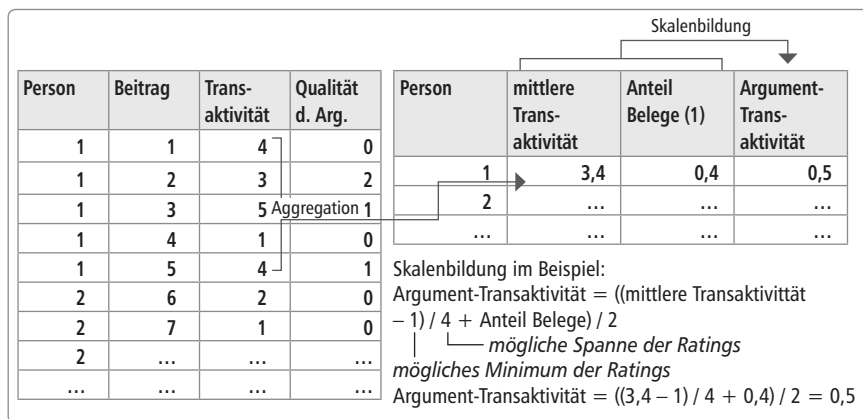 Skalenbildung
Person Beitrag Trans- Qualität
aktivität d. Arg.
1 1 4 0
1 2 3 2
1 3 5 Aggregation 1
1 4 1 0
1 5 4 1
2 6 2 0
2 7 1 0
2 ... ... ...
... ... ... ...
Person mittlere Anteil Argument-
Trans- Belege (1) Trans-
aktivität aktivität
1 3,4 0,4 0,5
2 ... ... ...
... ... ... ...
Skalenbildung im Beispiel:
Argument-Transaktivität = ((mittlere Transaktivittät
– 1) / 4 + Anteil Belege) / 2
mögliche Spanne der Ratings
mögliches Minimum der Ratings
Argument-Transaktivität = ((3,4 – 1) / 4 + 0,4) / 2 = 0,5